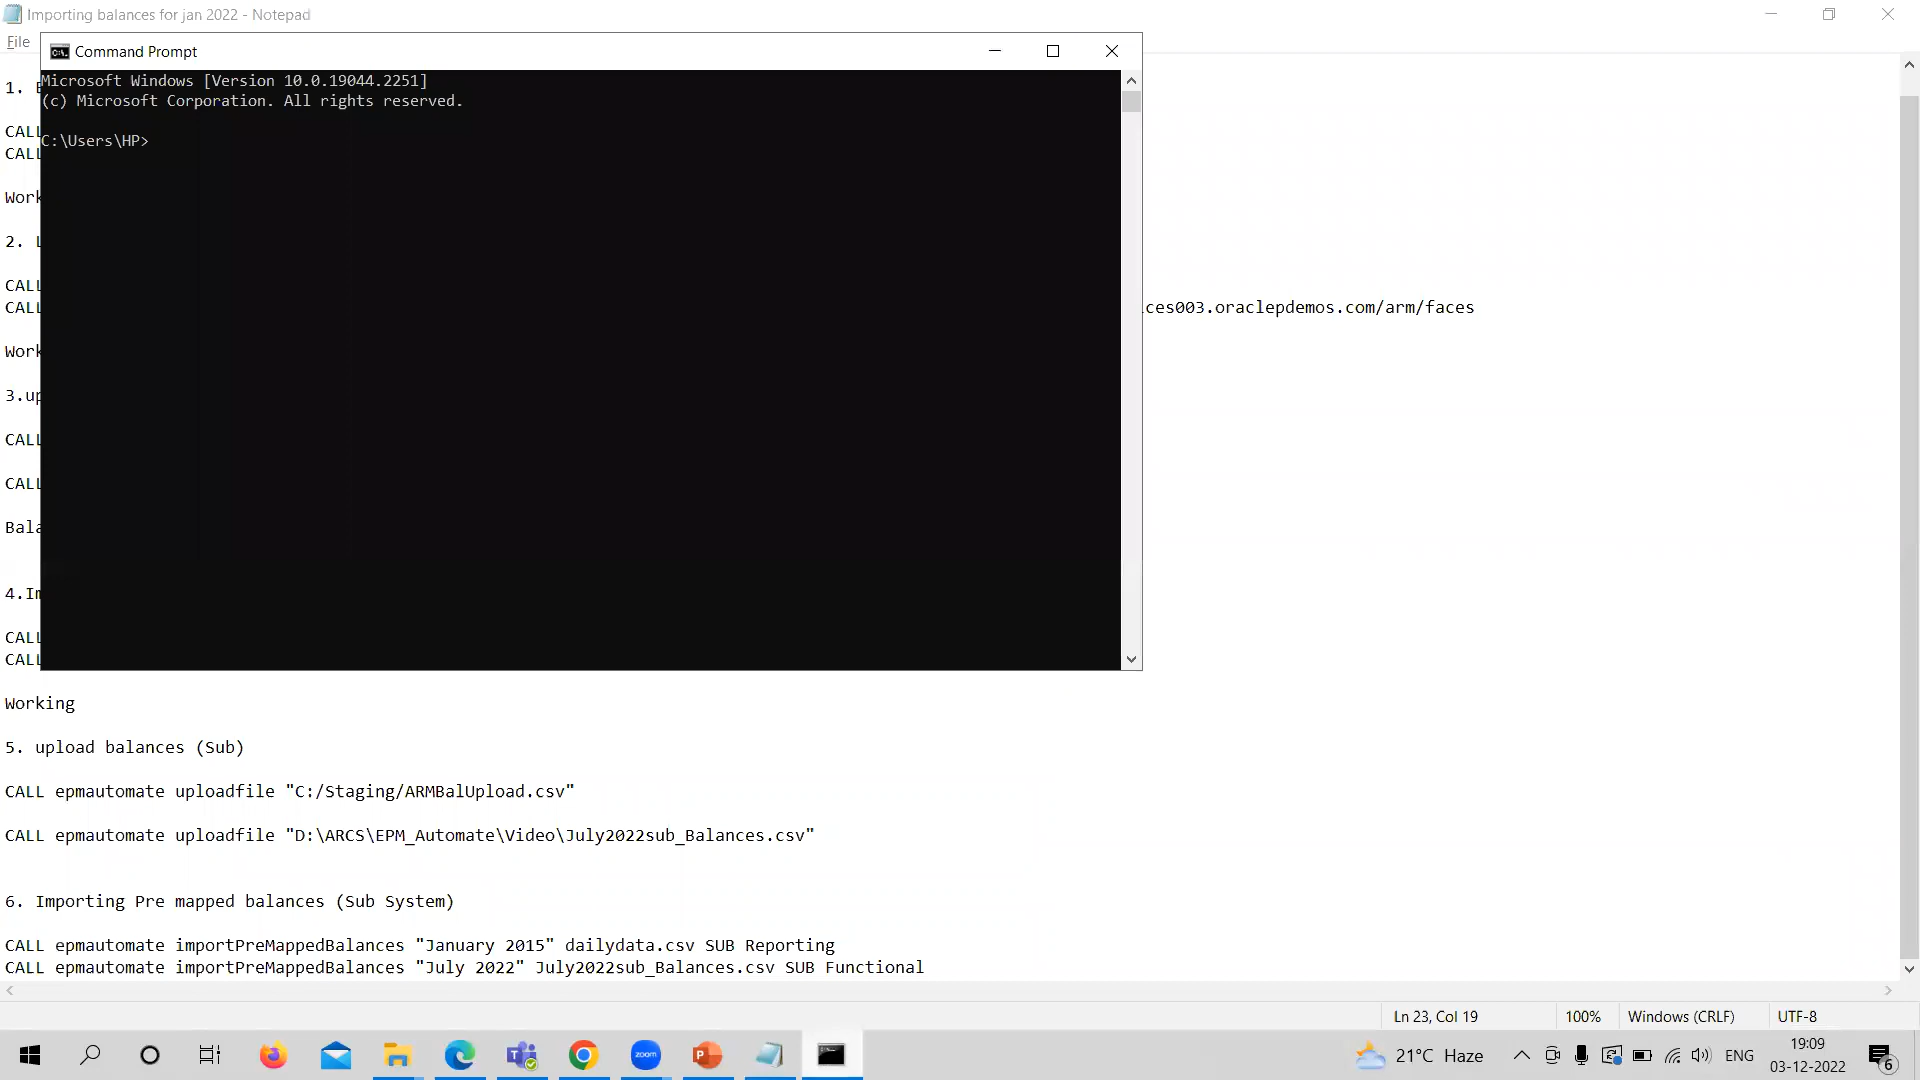 Importing balances for jan 2022 - Notepad
File
Command Prompt
Microsoft Windows [Version 10.0.19044.2251]
(c) Microsoft Corporation. All rights reserved.
C:\Users\HP>
1.
CALL
CALL
Work
2.
CALL
CALL
ces003.oraclepdemos.com/arm/faces
Work
3.up
CALL
CALL
Bala
4.Im
CALL
CALL
Working
5. upload balances (Sub)
CALL epmautomate uploadfile "C:/Staging/ARMBalUpload.csv"
CALL epmautomate uploadfile "D:\ARCS\EPM_Automate\Video\July2022sub_Balances.csv"
6. Importing Pre mapped balances (Sub System)
CALL epmautomate importPreMappedBalances "January 2015" dailydata.csv SUB Reporting
CALL epmautomate importPreMappedBalances "July 2022" July2022sub_Balances.csv SUB Functional
Ln 23, Col 19
100%
Windows (CRLF)
UTF-8
zoom
21°C Haze
ENG
19:09
03-12-2022
6